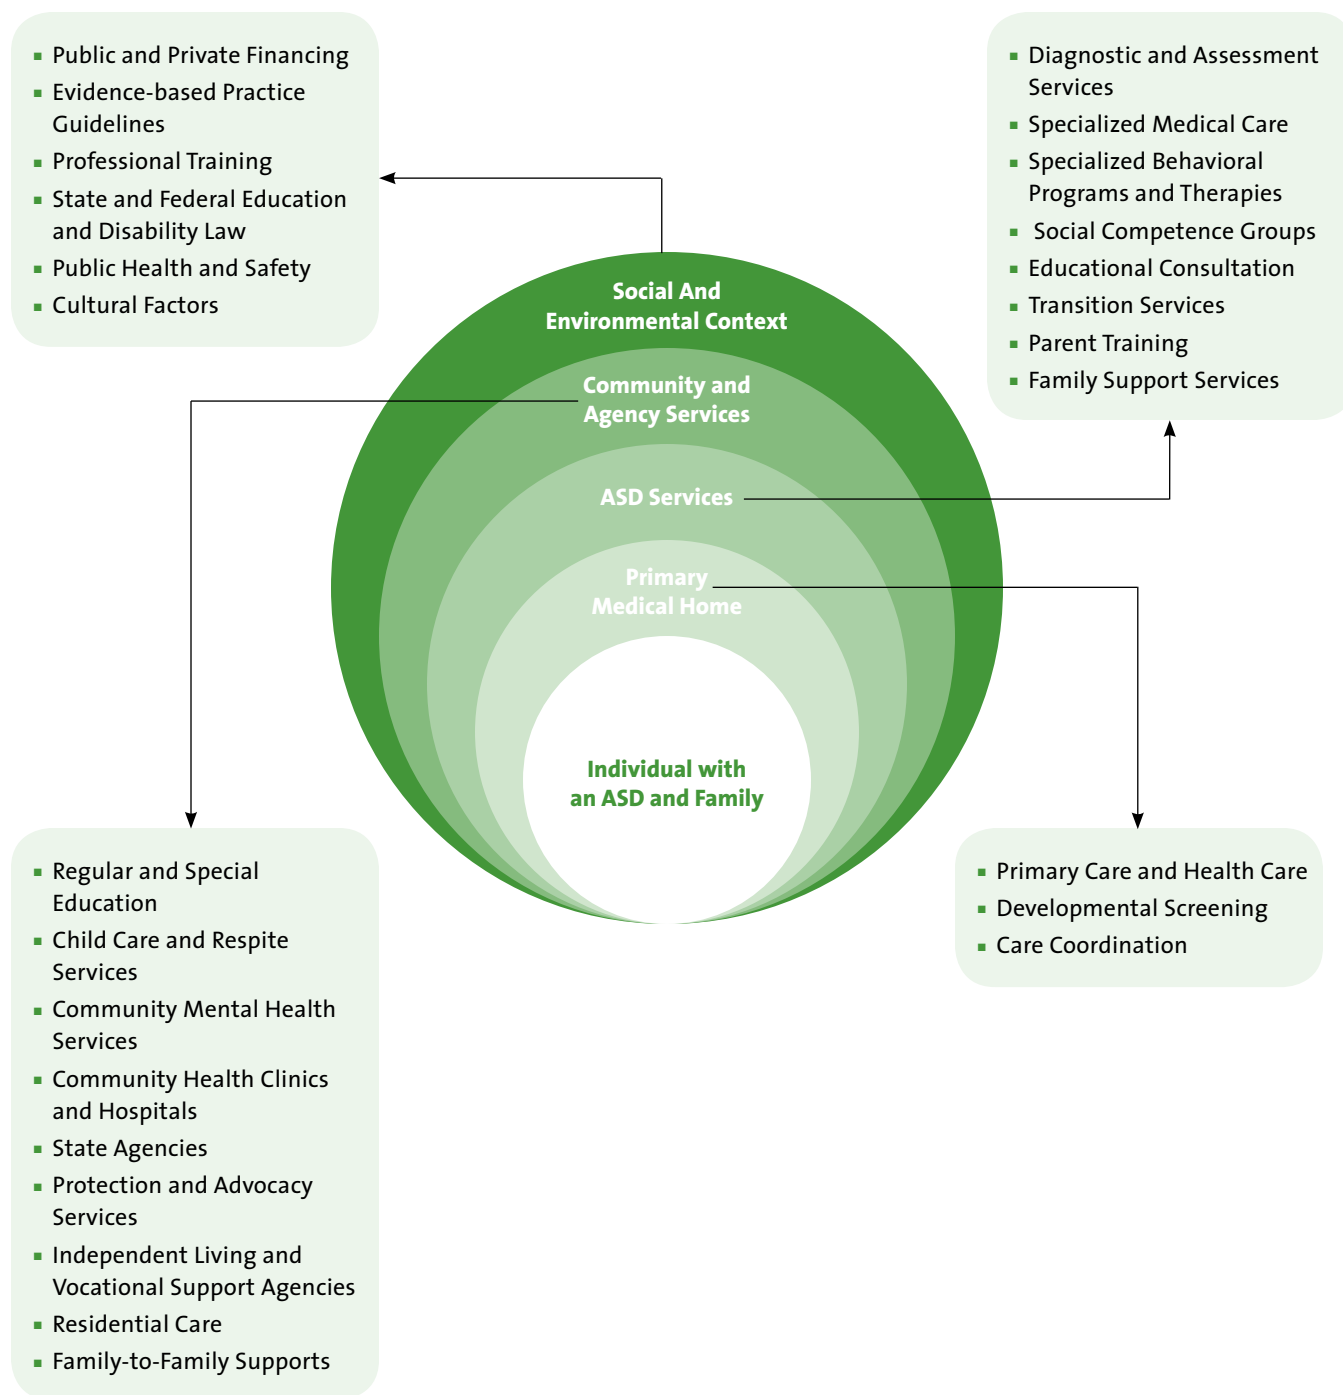 Public and Private Financing
Evidence-based Practice
Guidelines
Professional Training
State and Federal Education
and Disability Law
Public Health and Safety
Cultural Factors
Diagnostic and Assessment
Services
Specialized Medical Care
Specialized Behavioral
Programs and Therapies
Social Competence Groups
Educational Consultation
Transition Services
Parent Training
Family Support Services
Social And
Environmental Context
Community and
Agency Services
ASD Services
Primary
Medical Home
Individual with
an ASD and Family
Regular and Special
Education
Child Care and Respite
Services
Community Mental Health
Services
Community Health Clinics
and Hospitals
State Agencies
Protection and Advocacy
Services
Independent Living and
Vocational Support Agencies
Residential Care
Family-to-Family Supports
Primary Care and Health Care
Developmental Screening
Care Coordination